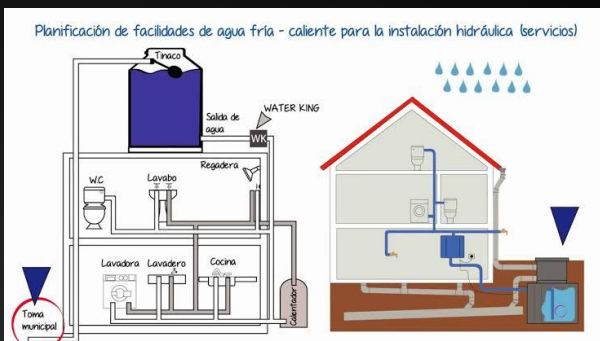 Planificación de facilidades de agua fría - caliente para la instalación hidráulica (servicios)
Tinaco
WATER KING
Salida de
agua
WK
Regadera
W.C
Lavabo
Lavadora
Lavadero
Cocina
Calentador
Toma
municipal